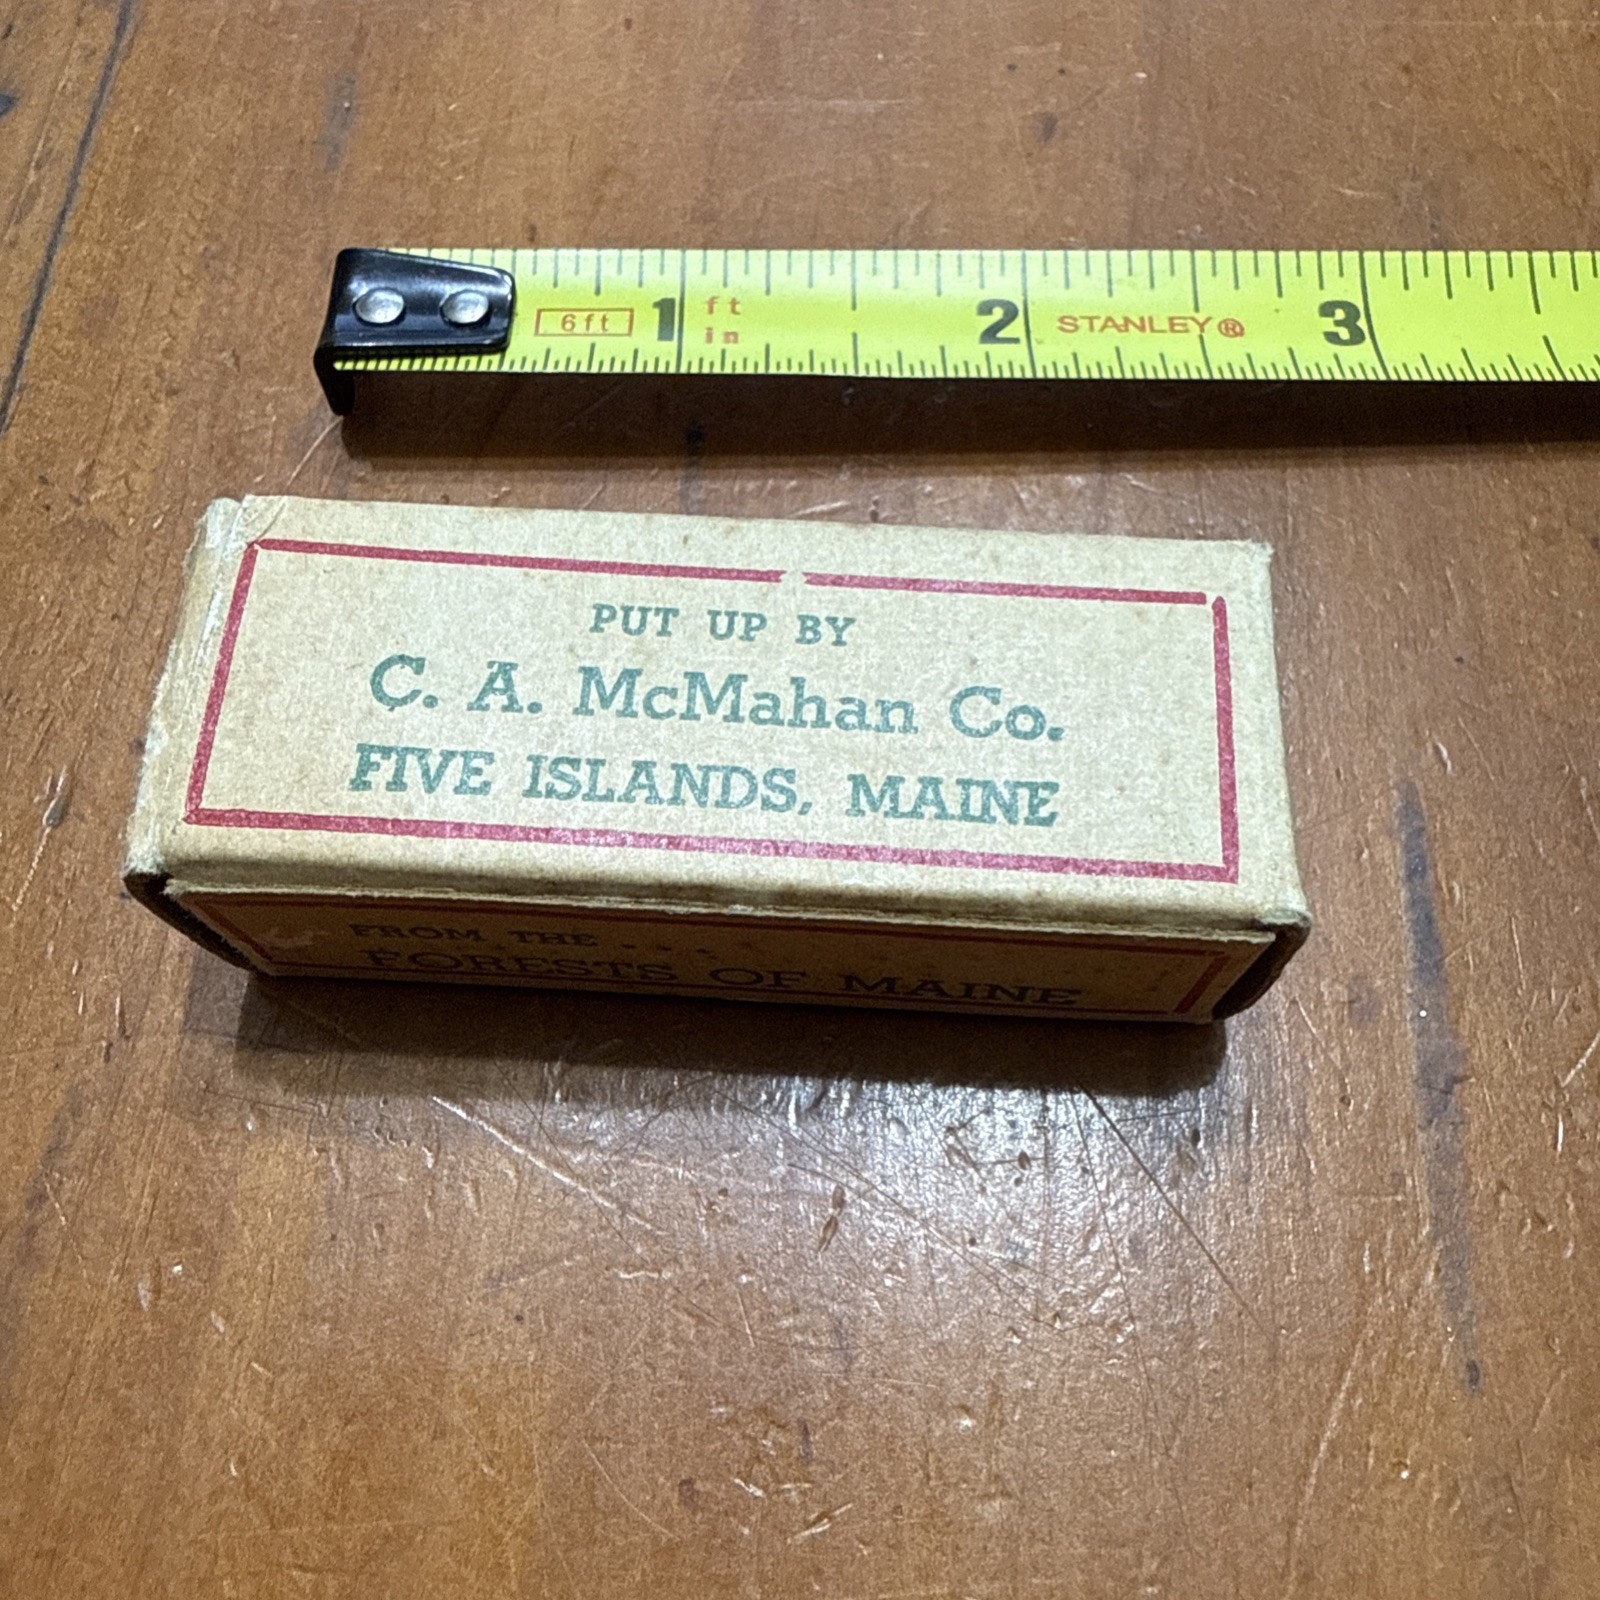 6ft 1 ft 2 STANLEY® 3
in
PUT UP BY
C. A. McMahan Co.
FIVE ISLANDS, MAINE
FROM THE . . . .
FORESTS OF MAINE